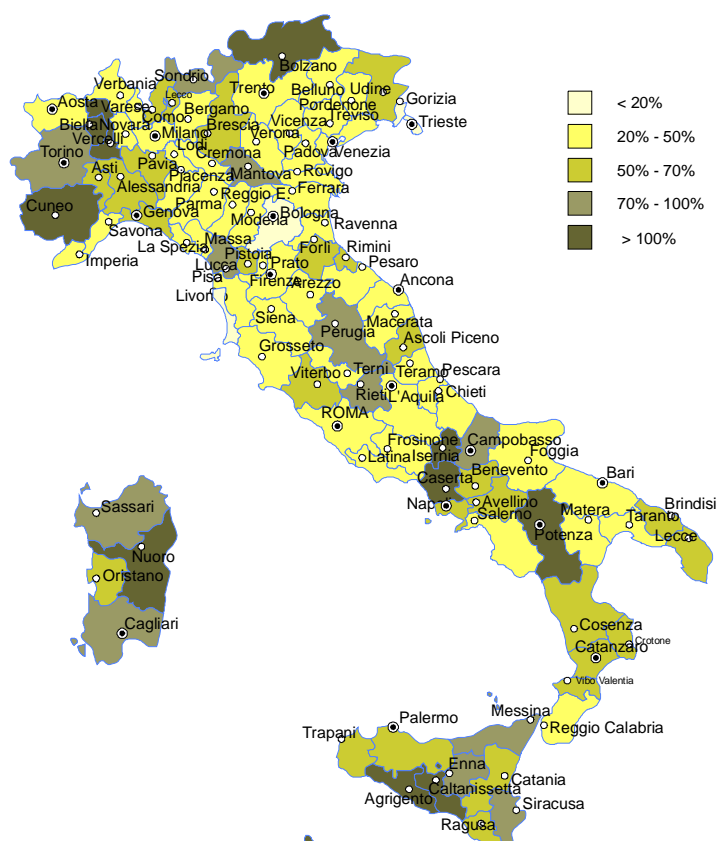 Bolzano
Sondrio
Verbania
Lecco
Trento
Belluno
Udine
Aosta
Varese
Bergamo
Pordenone
Gorizia
Como
Vicenza
Treviso
Trieste
Biella
Novara
Milano
Brescia
Verona
Vercelli
Lodi
Padova
Venezia
Torino
Pavia
Cremona
Asti
Piacenza
Mantova
Rovigo
Alessandria
Ferrara
Parma
Reggio E.
Cuneo
Genova
Modena
Bologna
Savona
Ravenna
La Spezia
Massa
Forlì
Imperia
Lucca
Pistoia
Prato
Rimini
Pisa
Firenze
Pesaro
Livorno
Arezzo
Ancona
Siena
Perugia
Macerata
Grosseto
Ascoli Piceno
Viterbo
Terni
Teramo
Pescara
Rieti
L'Aquila
Chieti
ROMA
Frosinone
Campobasso
Latina
Isernia
Foggia
Caserta
Benevento
Bari
Napoli
Avellino
Brindisi
Salerno
Matera
Taranto
Potenza
Lecce
Sassari
Nuoro
Oristano
Cagliari
Cosenza
Crotone
Catanzaro
Vibo Valentia
Messina
Palermo
Reggio Calabria
Trapani
Enna
Catania
Caltanissetta
Agrigento
Siracusa
Ragusa
< 20%
20% - 50%
50% - 70%
70% - 100%
> 100%